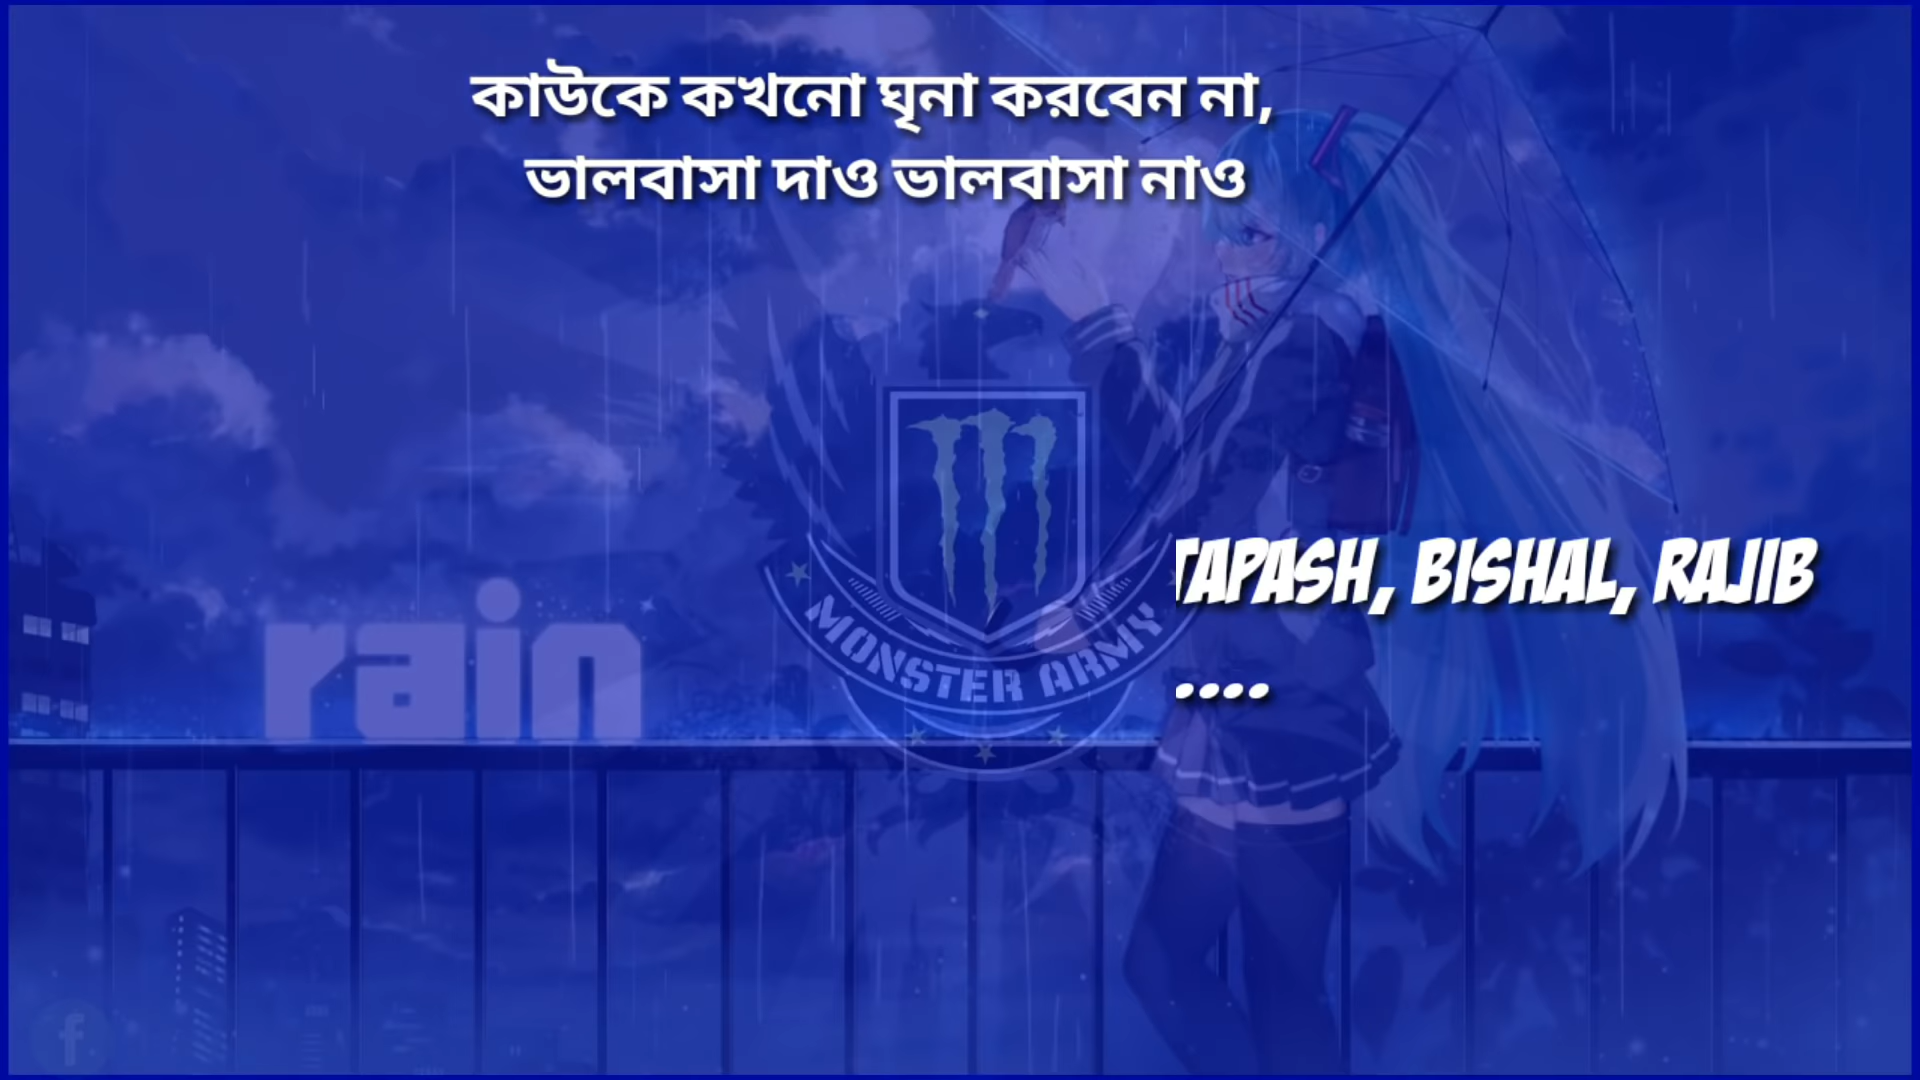 কাউকে কখনো ঘৃনা করবেন না,
ভালবাসা দাও ভালবাসা নাও
TAPASH, BISHAL, RAJIB
....
rain
MONSTER ARMY
f